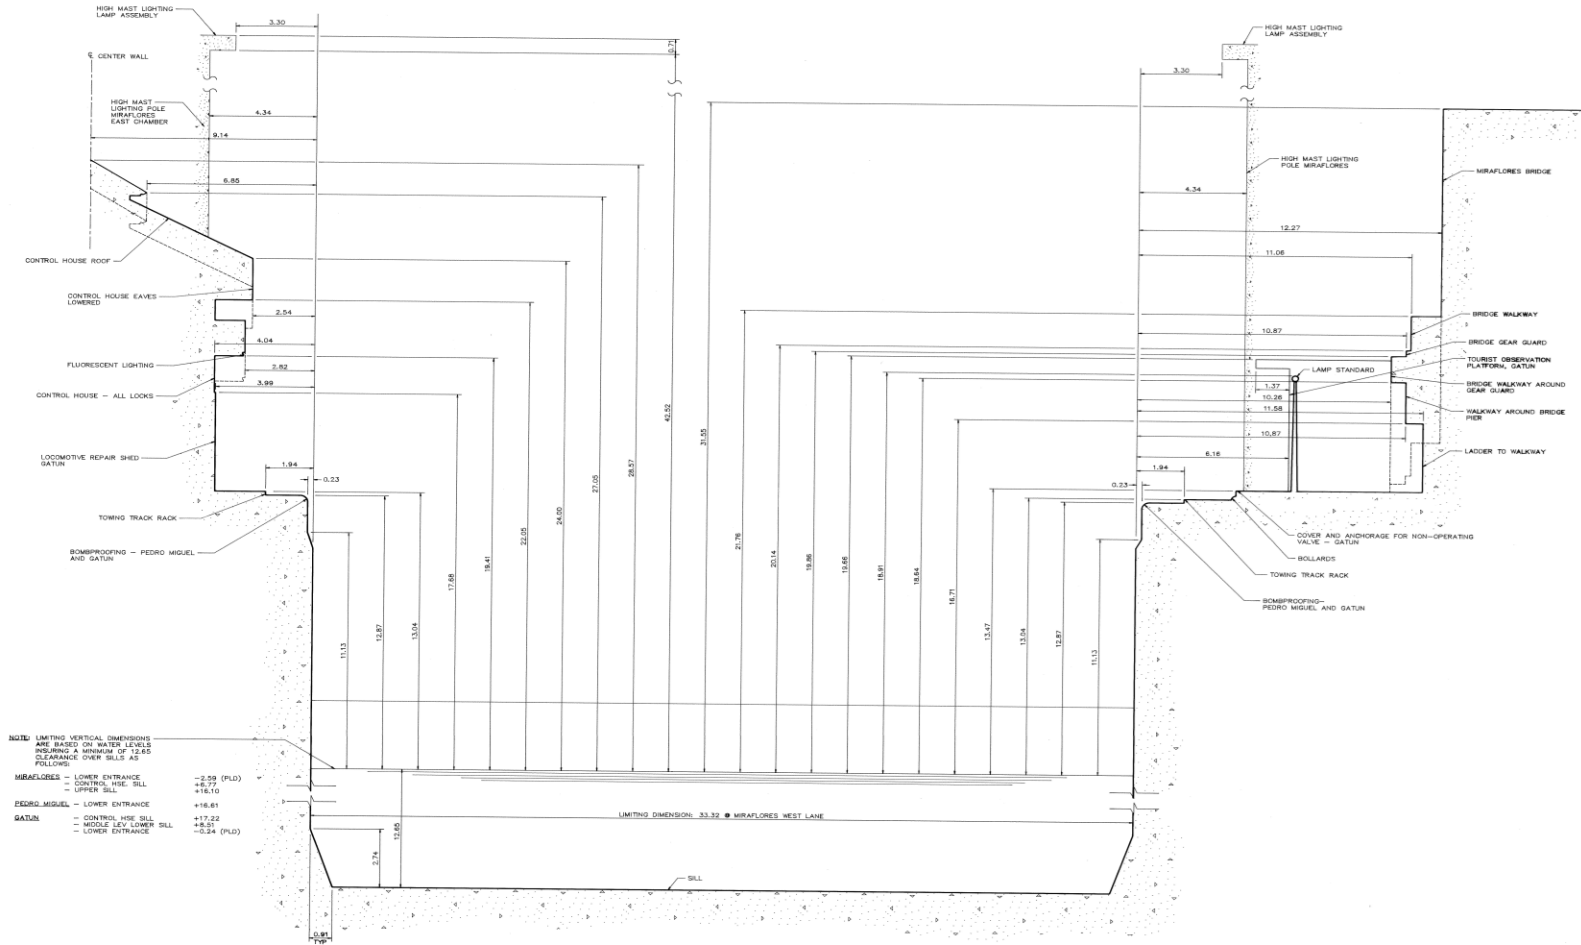 HIGH MAST LIGHTING
LAMP ASSEMBLY
3.30
0.71
HIGH MAST LIGHTING
LAMP ASSEMBLY
3.30
℄ CENTER WALL
HIGH MAST
LIGHTING POLE
MIRAFLORES
EAST CHAMBER
4.34
9.14
6.85
HIGH MAST LIGHTING
POLE MIRAFLORES
MIRAFLORES BRIDGE
4.34
12.27
11.06
CONTROL HOUSE ROOF
CONTROL HOUSE EAVES
LOWERED
2.54
4.04
FLUORESCENT LIGHTING
2.82
3.99
CONTROL HOUSE - ALL LOCKS
LOCOMOTIVE REPAIR SHED
GATUN
1.94
0.23
TOWING TRACK RACK
BOMBPROOFING - PEDRO MIGUEL
AND GATUN
11.13
12.87
13.04
17.68
19.41
22.05
24.00
27.05
28.57
42.52
31.55
21.76
20.14
19.86
19.66
18.91
18.64
16.71
13.47
13.04
12.87
11.13
10.87
BRIDGE WALKWAY
BRIDGE GEAR GUARD
TOURIST OBSERVATION
PLATFORM, GATUN
LAMP STANDARD
1.37
10.26
11.58
10.87
6.16
1.94
0.23
BRIDGE WALKWAY AROUND
GEAR GUARD
WALKWAY AROUND BRIDGE
PIER
LADDER TO WALKWAY
COVER AND ANCHORAGE FOR NON-OPERATING
VALVE - GATUN
BOLLARDS
TOWING TRACK RACK
BOMBPROOFING-
PEDRO MIGUEL AND GATUN
NOTE: LIMITING VERTICAL DIMENSIONS
ARE BASED ON WATER LEVELS
INSURING A MINIMUM OF 12.65
CLEARANCE OVER SILLS AS
FOLLOWS:
MIRAFLORES - LOWER ENTRANCE -2.59 (PLD)
- CONTROL HSE. SILL +6.77
- UPPER SILL +16.10
PEDRO MIGUEL - LOWER ENTRANCE +16.61
GATUN - CONTROL HSE SILL +17.22
- MIDDLE LEV LOWER SILL +8.51
- LOWER ENTRANCE -0.24 (PLD)
LIMITING DIMENSION: 33.32 @ MIRAFLORES WEST LANE
12.65
2.74
SILL
0.91
TYP